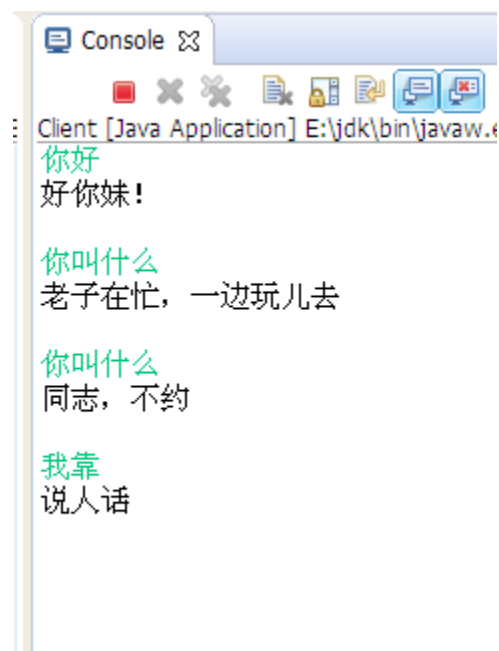 Console
Client [Java Application] E:\jdk\bin\javaw.e
你好
好你妹!
你叫什么
老子在忙，一边玩儿去
你叫什么
同志，不约
我靠
说人话